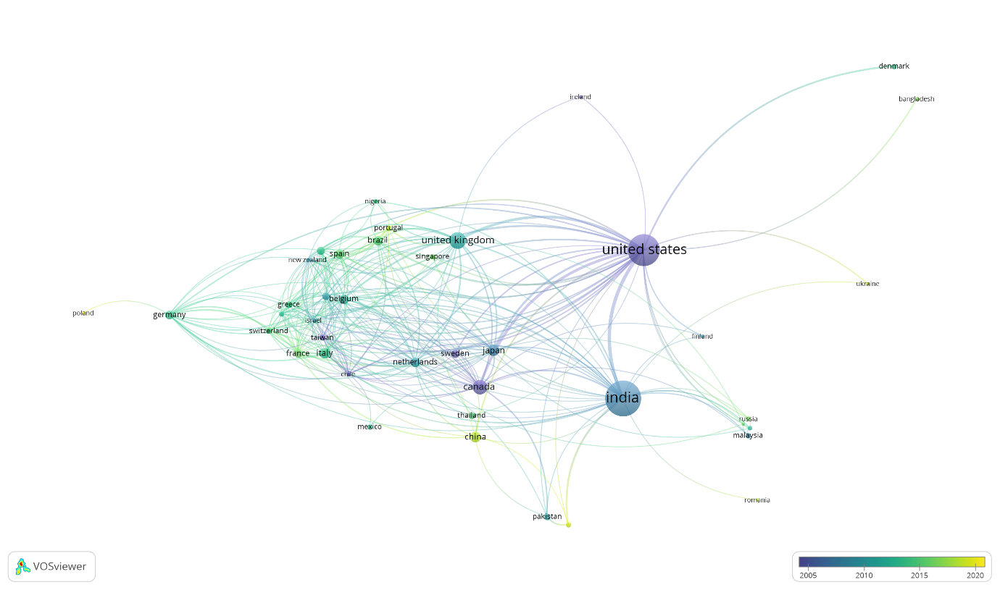 denmark
ireland
bangladesh
nigeria
portugal
brazil
united kingdom
united states
spain
singapore
new zealand
ukraine
belgium
greece
poland
germany
israel
switzerland
taiwan
finland
france
italy
sweden
japan
netherlands
chile
canada
india
thailand
russia
mexico
china
malaysia
romania
pakistan
VOSviewer
2005
2010
2015
2020